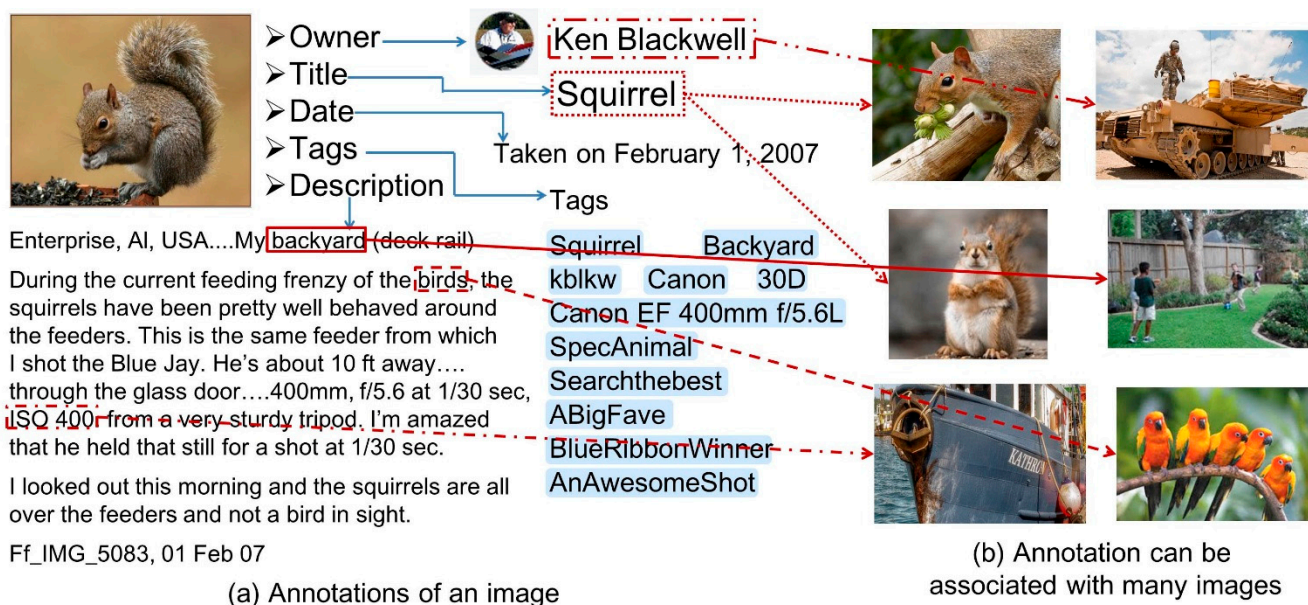 ➢Owner
Ken Blackwell
➢Title
Squirrel
➢Date
Taken on February 1, 2007
➢Tags
➢Description
Tags
Enterprise, Al, USA....My backyard (deck rail)
During the current feeding frenzy of the birds, the
squirrels have been pretty well behaved around
the feeders. This is the same feeder from which
I shot the Blue Jay. He's about 10 ft away....
through the glass door....400mm, f/5.6 at 1/30 sec,
ISO 400, from a very sturdy tripod. I'm amazed
that he held that still for a shot at 1/30 sec.
I looked out this morning and the squirrels are all
over the feeders and not a bird in sight.
Ff_IMG_5083, 01 Feb 07
Squirrel Backyard
kblkw Canon 30D
Canon EF 400mm f/5.6L
SpecAnimal
Searchthebest
ABigFave
BlueRibbonWinner
AnAwesomeShot
KATHRUN
(a) Annotations of an image
(b) Annotation can be
associated with many images